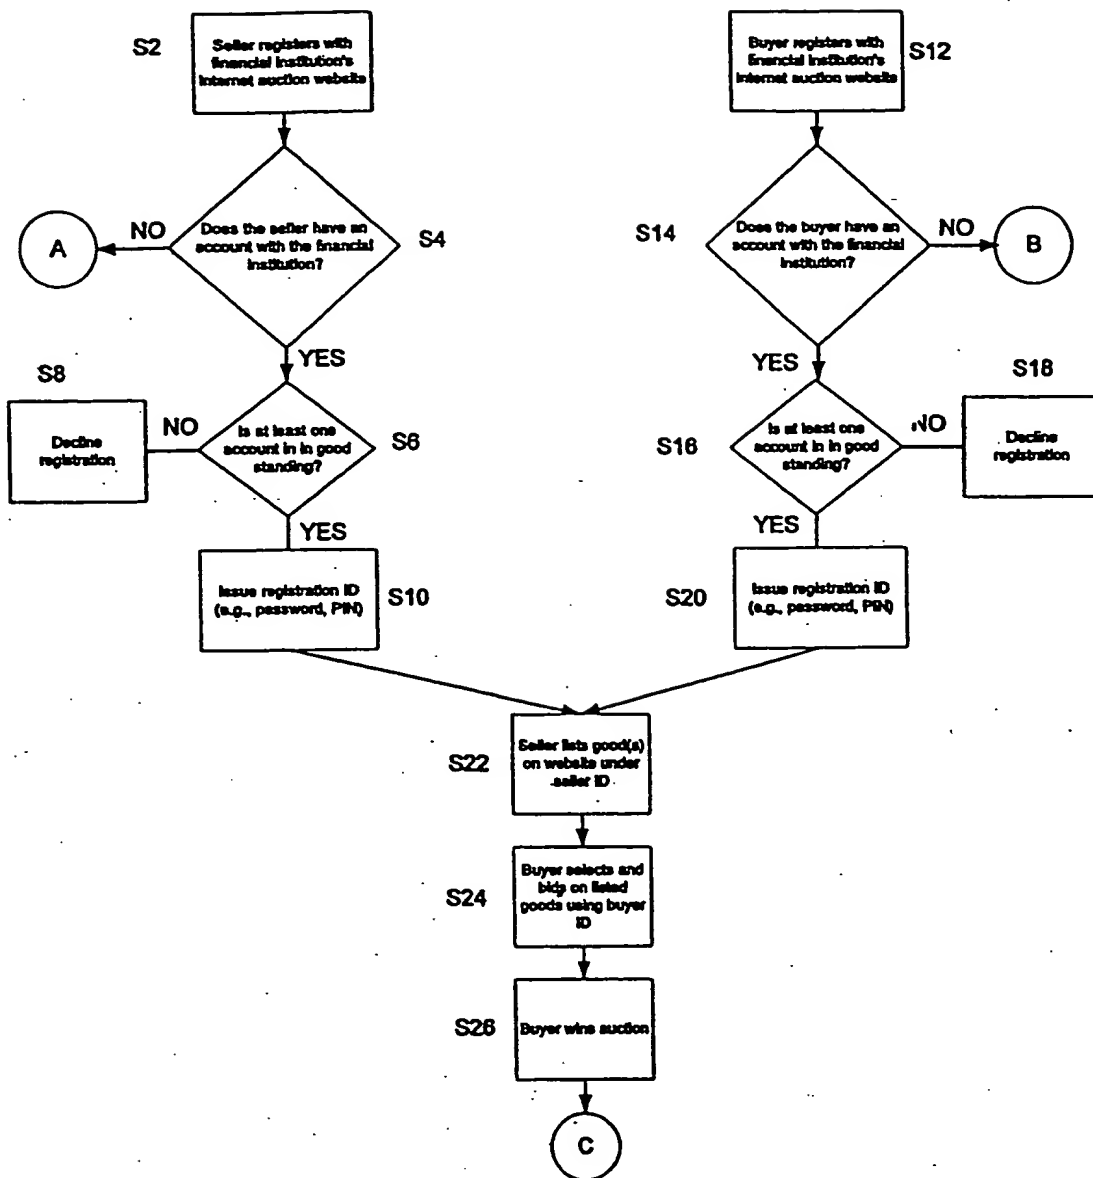 S2
Seller registers with
financial institution's
Internet auction website
Buyer registers with
financial institution's
Internet auction website
S12
A
NO
Does the seller have an
account with the financial
institution?
S4
S14
Does the buyer have an
account with the financial
institution?
NO
B
YES
YES
S8
Decline
registration
NO
Is at least one
account in in good
standing?
S6
S16
Is at least one
account in in good
standing?
NO
S18
Decline
registration
YES
YES
Issue registration ID
(e.g., password, PIN)
S10
S20
Issue registration ID
(e.g., password, PIN)
S22
Seller lists good(s)
on website under
seller ID
S24
Buyer selects and
bids on listed
goods using buyer
ID
S26
Buyer wins auction
C